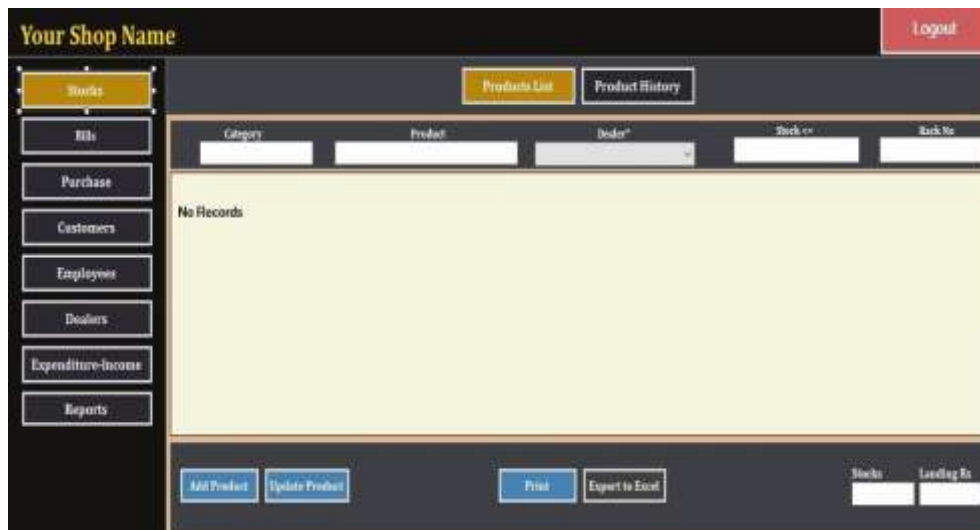 Your Shop Name
Logout
Stocks
Bills
Purchase
Customers
Employees
Dealers
Expenditure-Income
Reports
Products List
Product History
Category
Product
Dealer*
Stock <=
Rack No
No Records
Add Product
Update Product
Print
Export to Excel
Stocks
Landing Rs